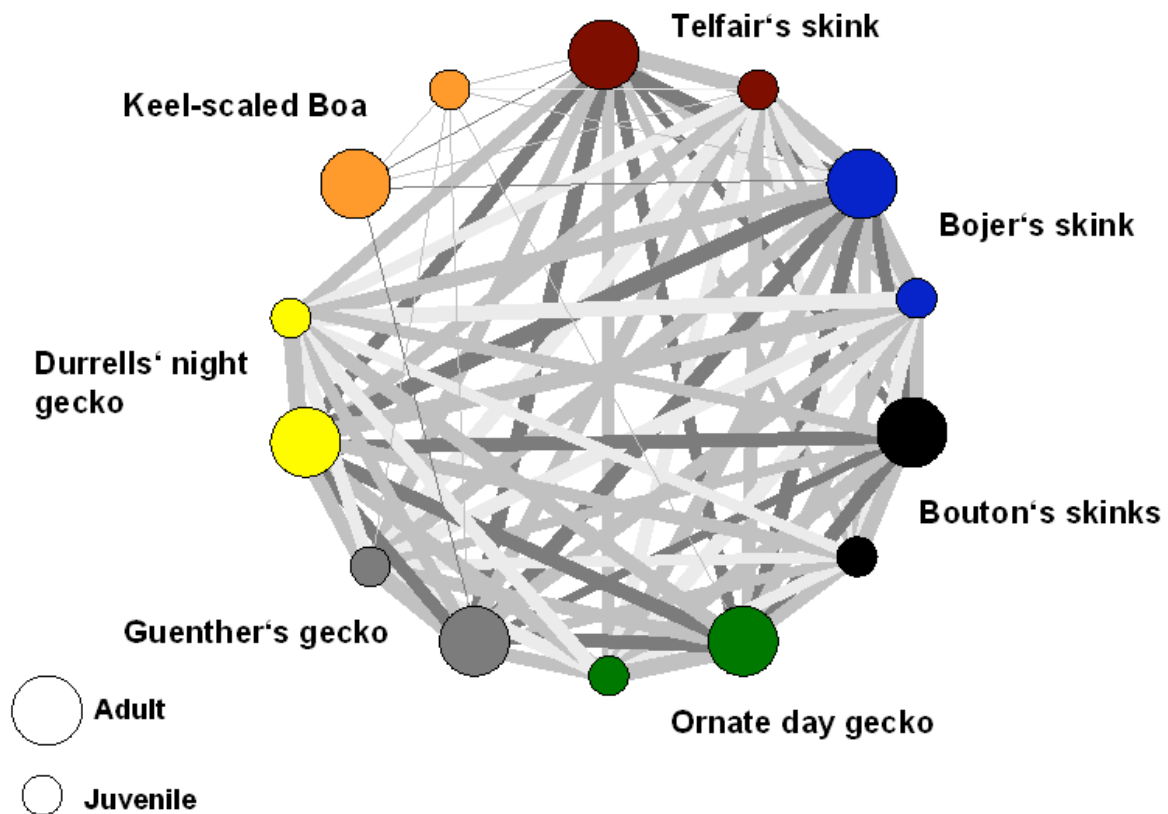 Telfair‘s skink
Keel-scaled Boa
Bojer‘s skink
Durrells‘ night
gecko
Bouton‘s skinks
Guenther‘s gecko
Adult
Ornate day gecko
Juvenile